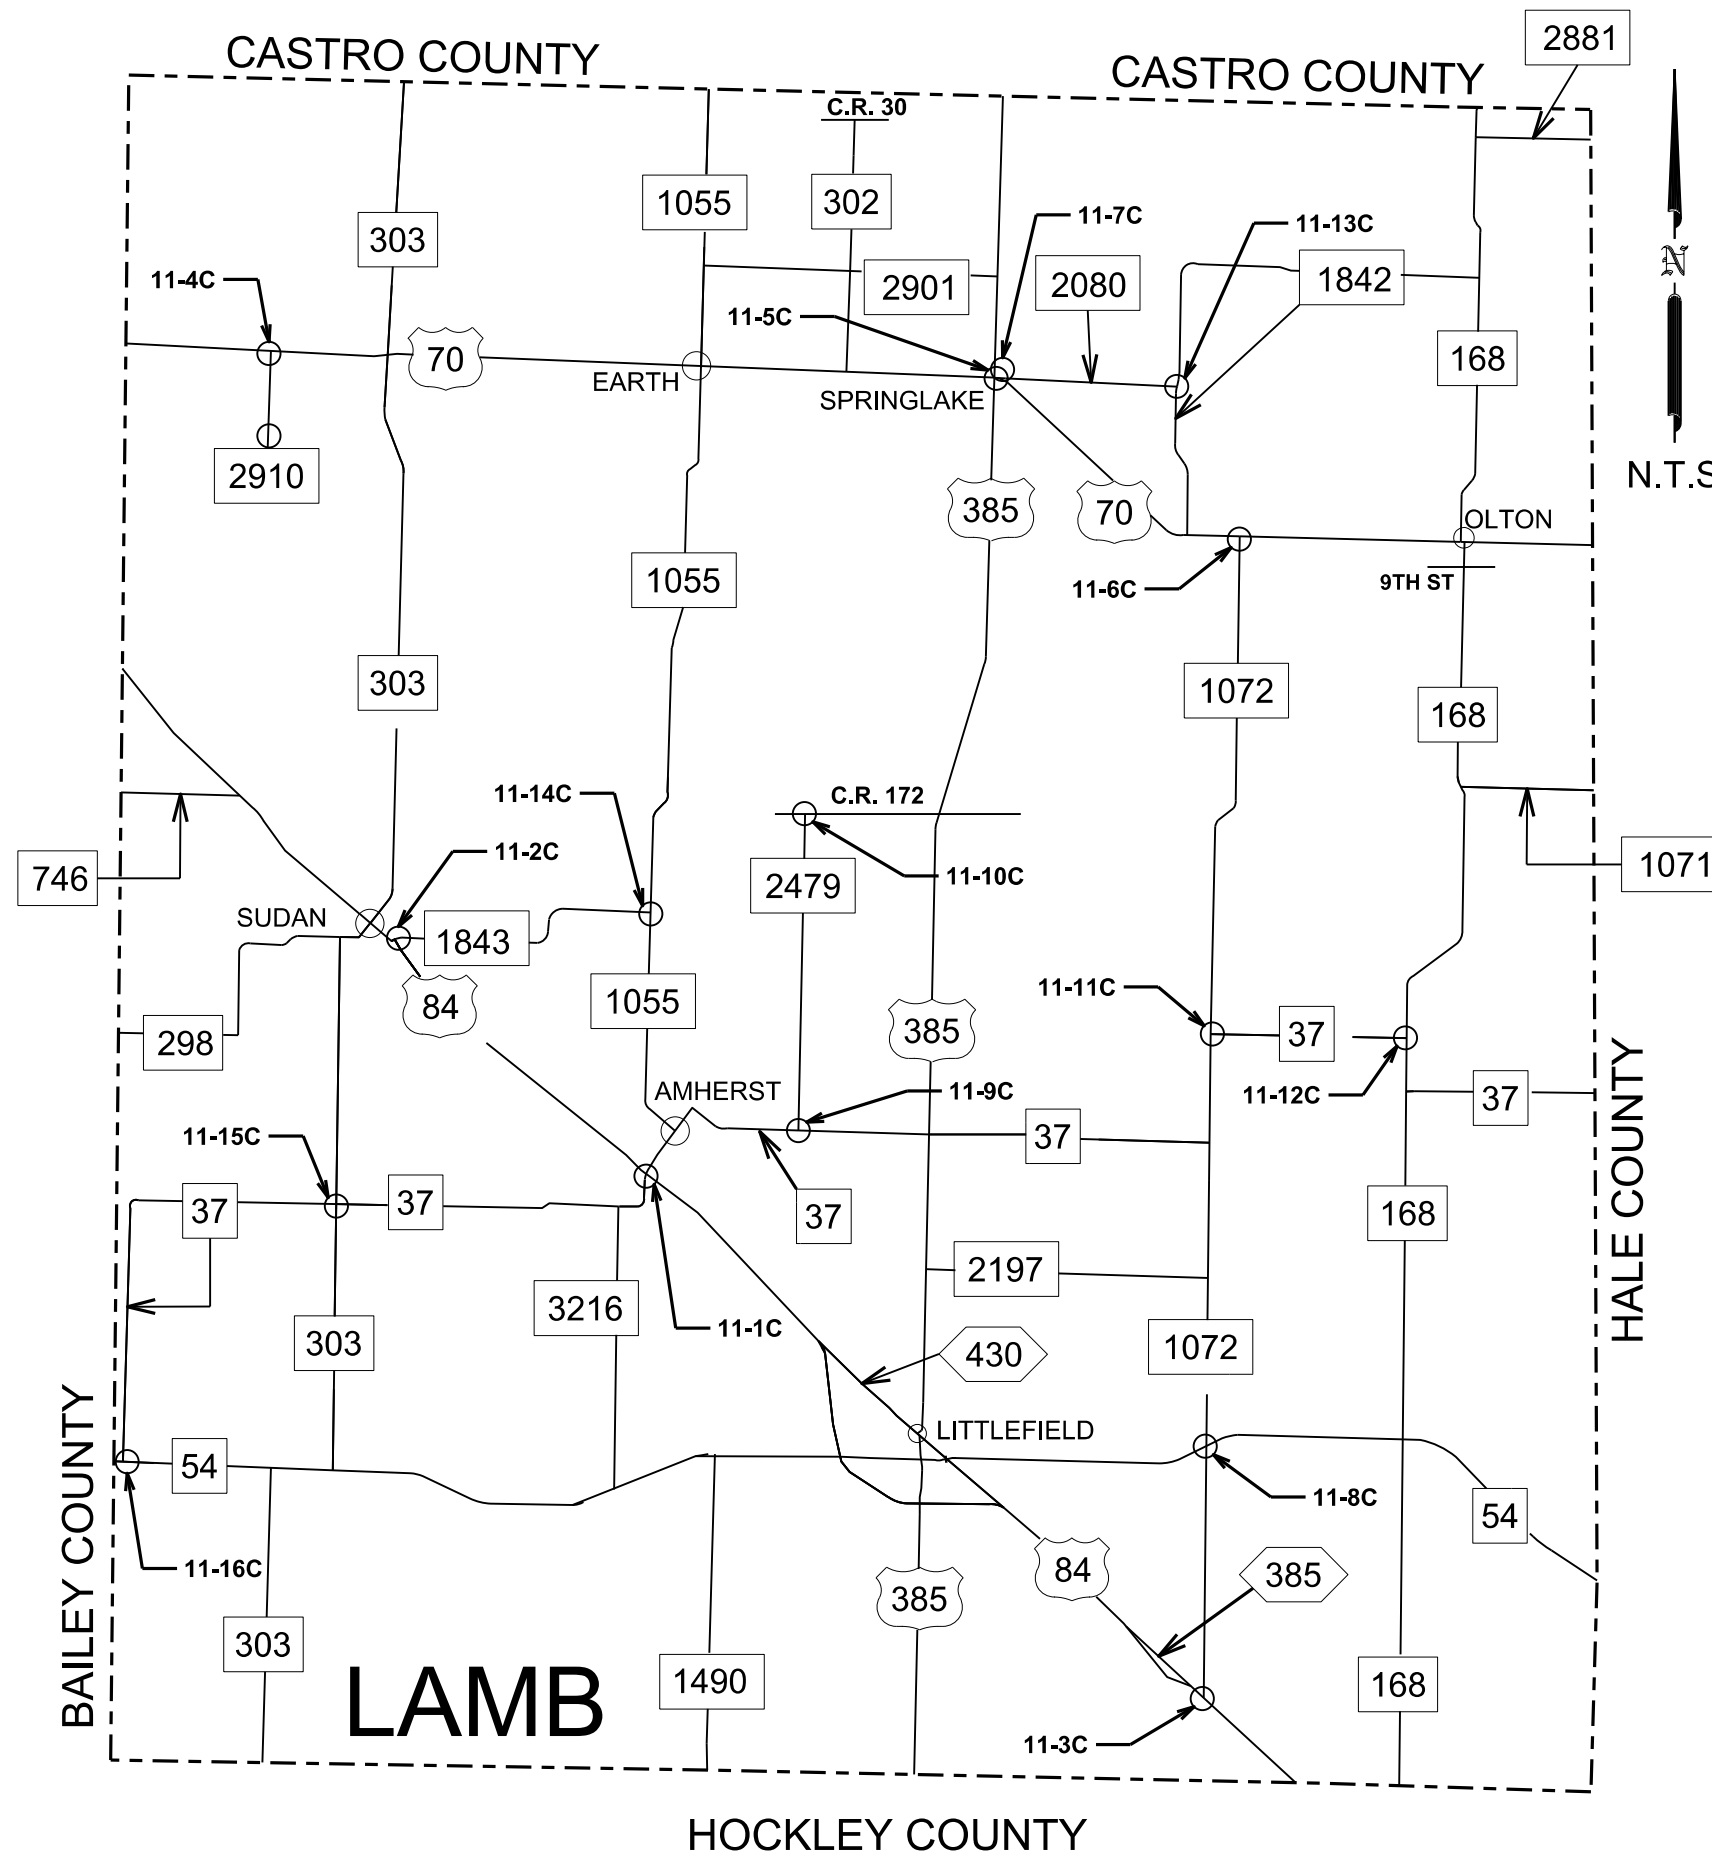 2881
CASTRO COUNTY
CASTRO COUNTY
C.R. 30
1055
302
303
11-7C
11-13C
11-4C
2901
2080
1842
N
11-5C
70
EARTH
SPRINGLAKE
168
2910
N.T.S
385
70
OLTON
1055
11-6C
9TH ST
303
1072
168
11-14C
C.R. 172
11-2C
746
2479
11-10C
1071
SUDAN
1843
84
1055
11-11C
298
385
37
AMHERST
11-9C
11-12C
37
11-15C
37
37
37
37
168
HALE COUNTY
2197
3216
303
11-1C
430
1072
LITTLEFIELD
54
11-8C
54
BAILEY COUNTY
11-16C
84
385
385
303
LAMB
1490
168
11-3C
HOCKLEY COUNTY